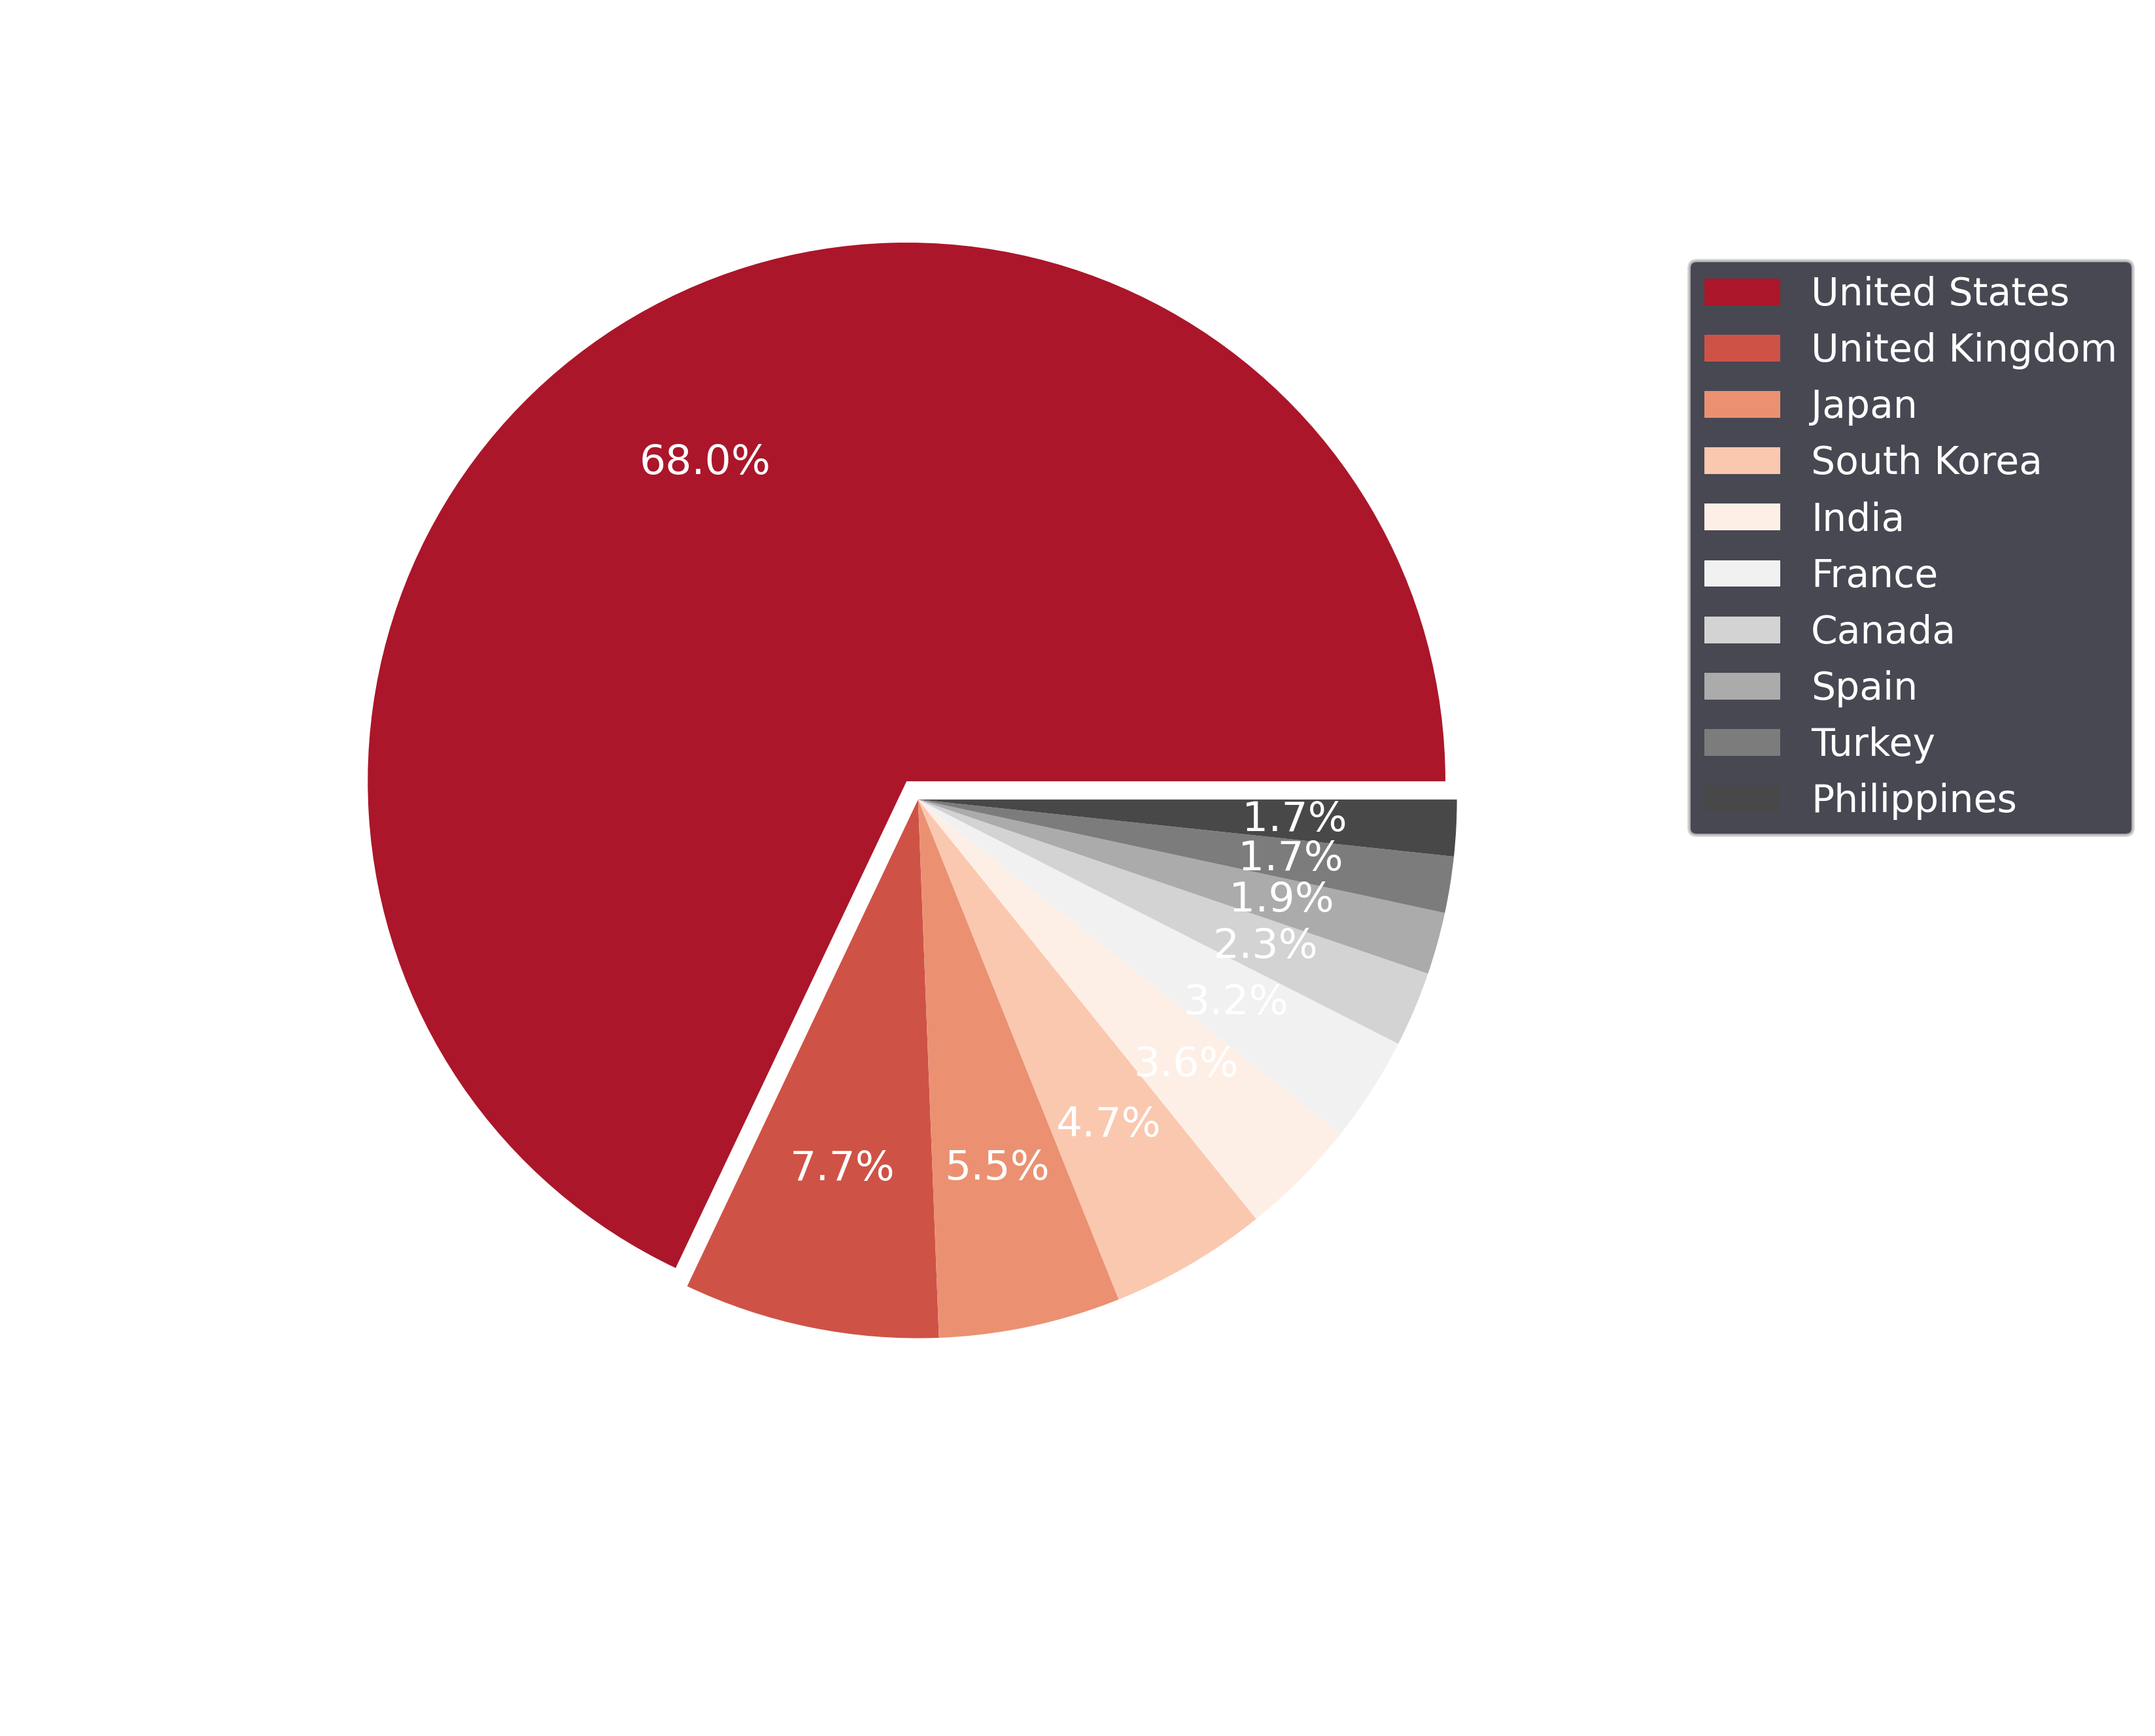 68.0%
1.7%
1.7%
1.9%
2.3%
3.2%
3.6%
4.7%
5.5%
7.7%
United States
United Kingdom
Japan
South Korea
India
France
Canada
Spain
Turkey
Philippines